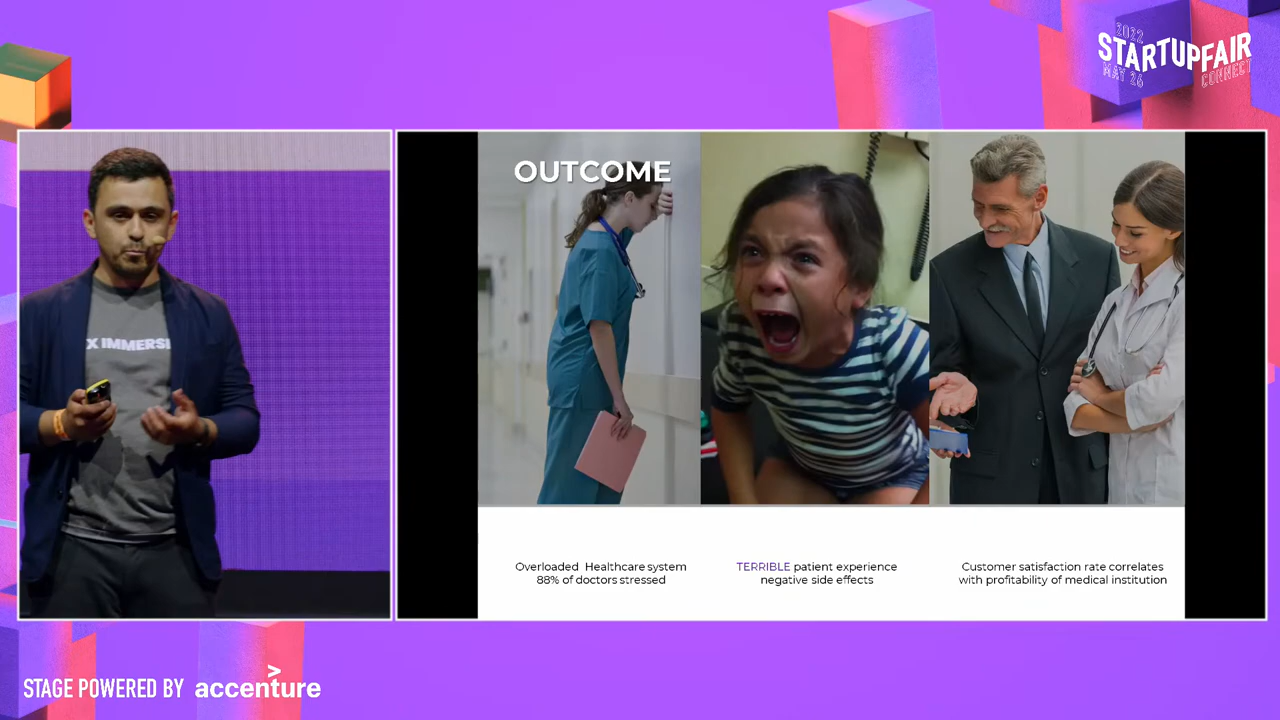 2022
STARTUPFAIR
MAY 26
CONNECT
X IMMERSI
OUTCOME
Overloaded Healthcare system
88% of doctors stressed
TERRIBLE patient experience
negative side effects
Customer satisfaction rate correlates
with profitability of medical institution
STAGE POWERED BY accenture